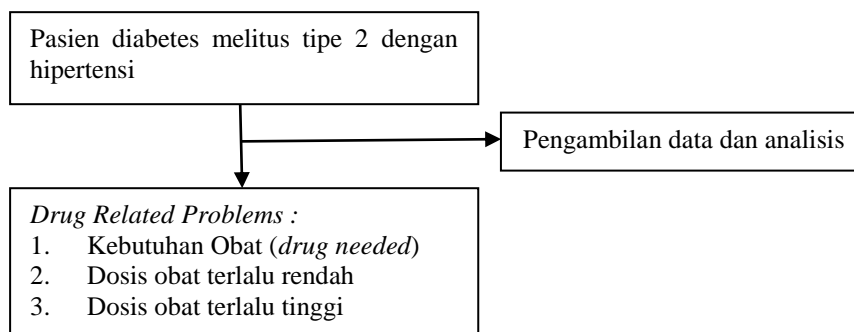 Pasien diabetes melitus tipe 2 dengan
hipertensi
Pengambilan data dan analisis
Drug Related Problems :
1. Kebutuhan Obat (drug needed)
2. Dosis obat terlalu rendah
3. Dosis obat terlalu tinggi